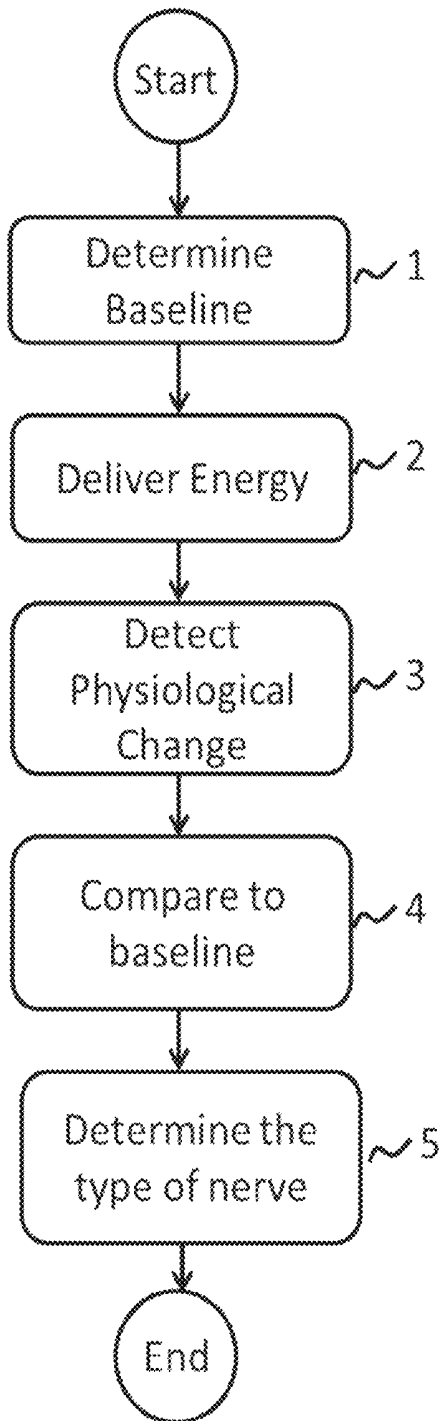 Start
Determine
Baseline
1
Deliver Energy
2
Detect
Physiological
Change
3
Compare to
baseline
4
Determine the
type of nerve
5
End